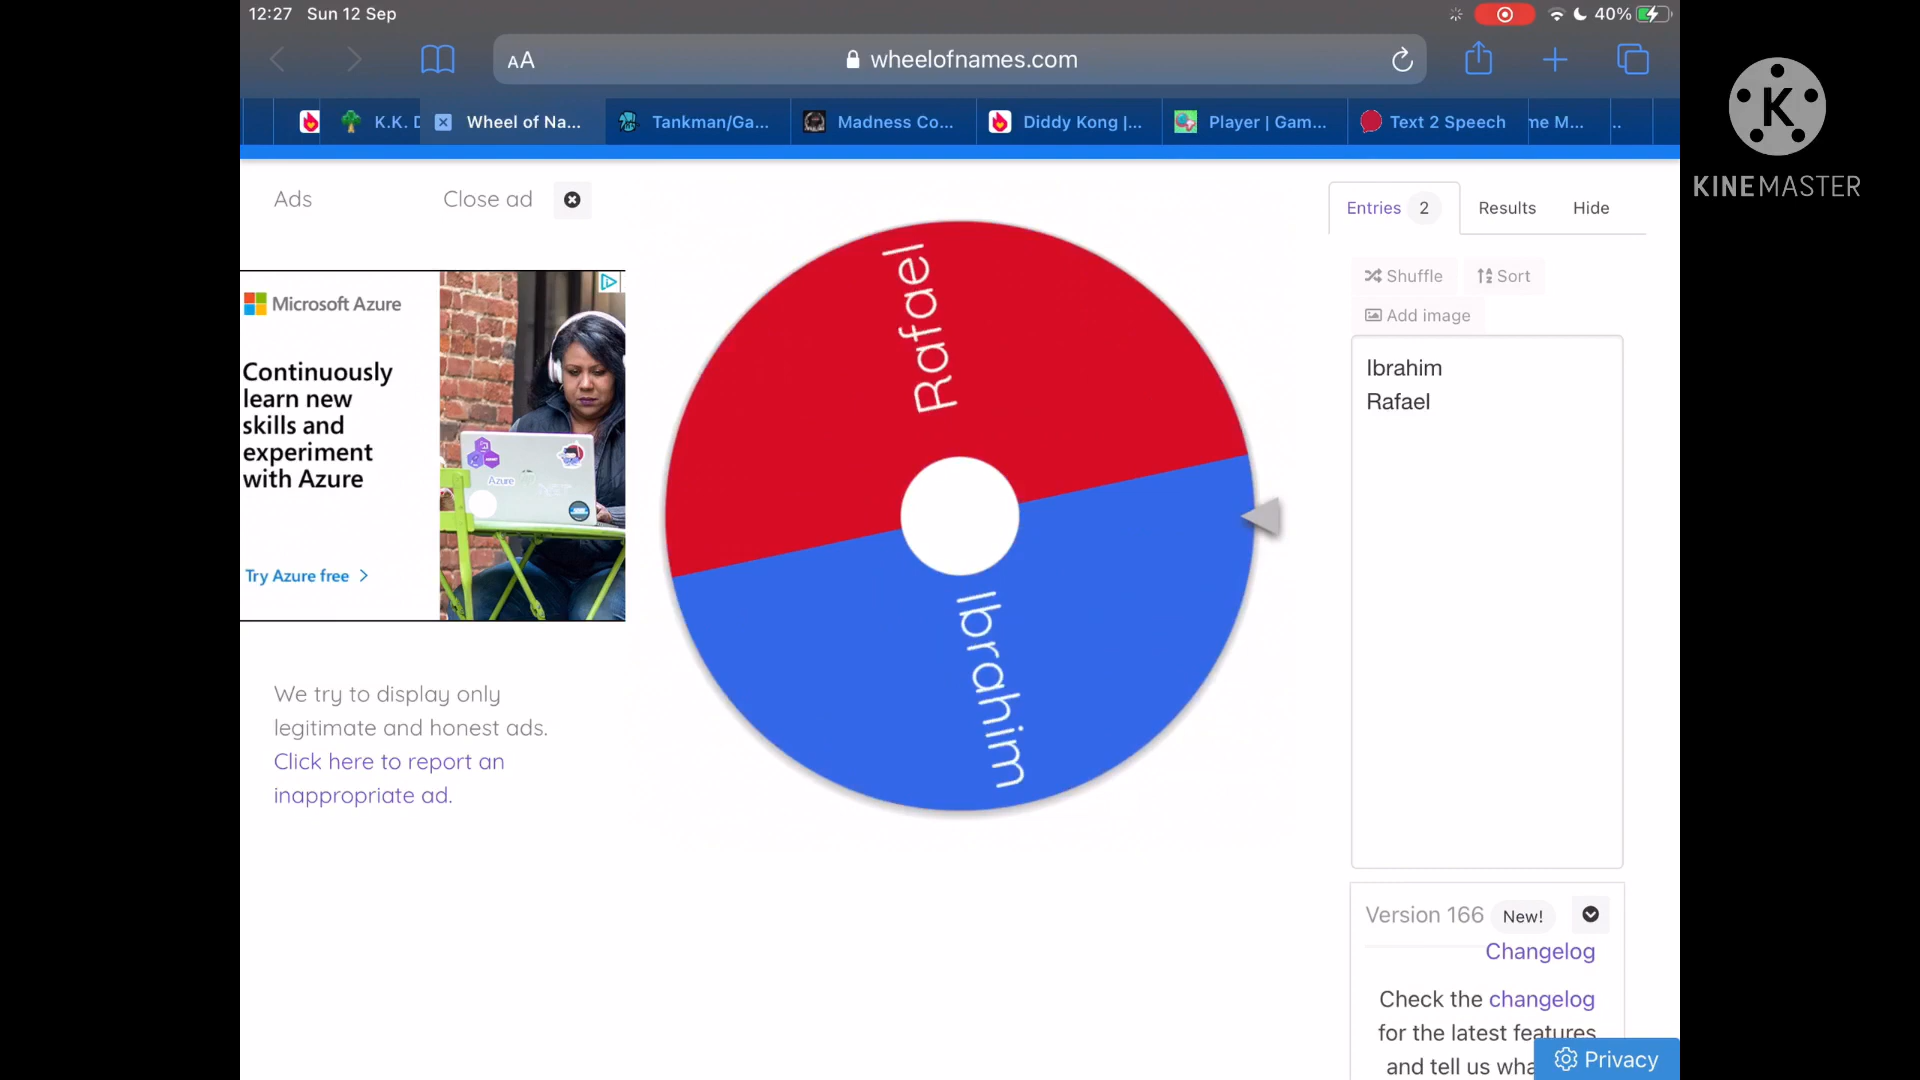 12:27 Sun 12 Sep
40%
AA
wheelofnames.com
K.K. D
Wheel of Na...
Tankman/Ga...
Madness Co...
Diddy Kong |...
Player | Gam...
Text 2 Speech
me M...
..
K
KINEMASTER
Ads
Close ad
Entries 2
Results
Hide
Shuffle
Sort
Add image
Microsoft Azure
Continuously
learn new
skills and
experiment
with Azure
Azure
Try Azure free >
Rafael
Ibrahim
Ibrahim
Rafael
We try to display only
legitimate and honest ads.
Click here to report an
inappropriate ad.
Version 166 New!
Changelog
Check the changelog
for the latest features
and tell us wha
Privacy